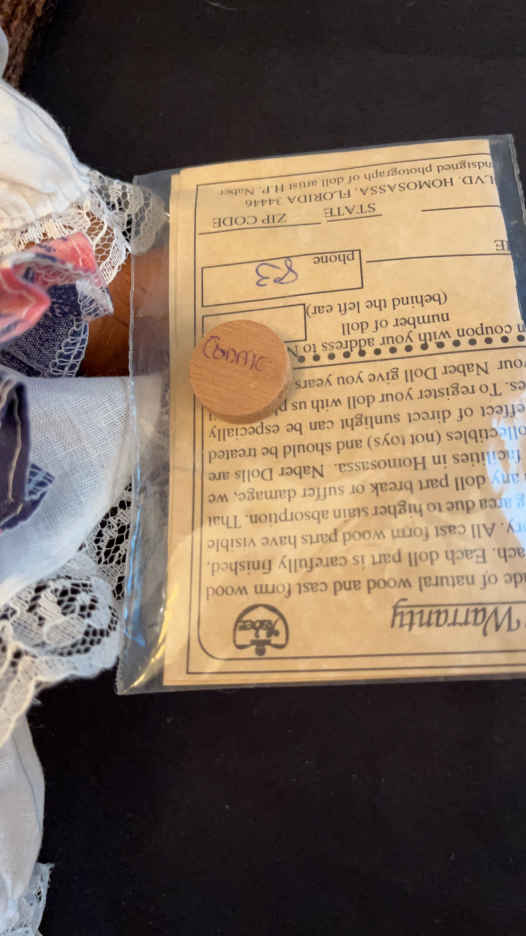 Warranty
Naber
ade of natural wood and cast form wood
ach. Each doll part is carefully finished,
ry. All cast form wood parts have visible
g area due to higher stain absorption. That
any doll part break or suffer damage, we
facilities in Homosassa. Naber Dolls are
ollectibles (not toys) and should be treated
effect of direct sunlight can be especially
es. To register your doll with us pl
your Naber Doll give you years
n coupon with your address to N
number of doll
(behind the left ear)
phone 83
STATE ZIP CODE
LVD. HOMOSASSA, FLORIDA 34446
ndsigned photograph of doll artist H.P. Naber